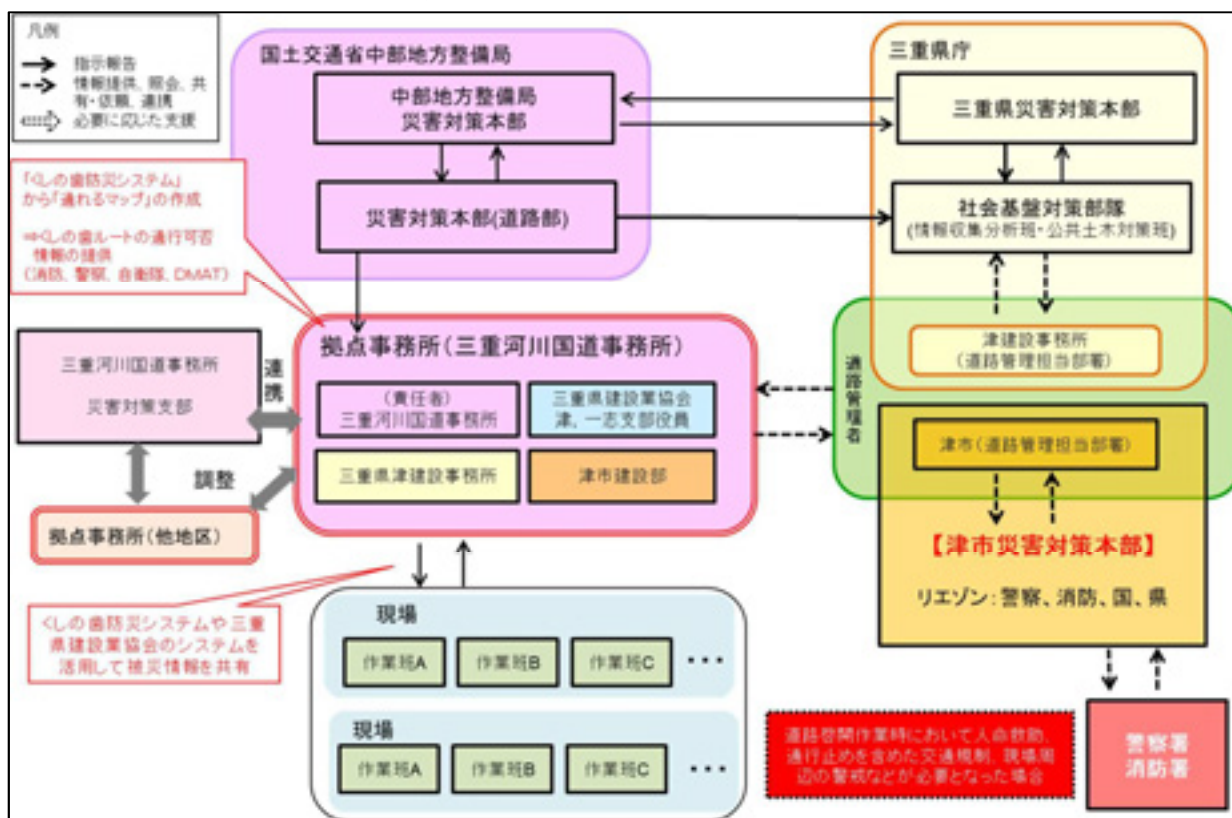 凡例
指示報告
情報提供、照会、共
有・依頼、連携
必要に応じた支援
国土交通省中部地方整備局
中部地方整備局
災害対策本部
災害対策本部(道路部)
三重県庁
三重県災害対策本部
社会基盤対策部隊
(情報収集分析班・公共土木対策班)
「くしの歯防災システム」
から「通れるマップ」の作成
⇒くしの歯ルートの通行可否
情報の提供
(消防、警察、自衛隊、DMAT)
津建設事務所
(道路管理担当部署)
道路管理者
津市(道路管理担当部署)
【津市災害対策本部】
リエゾン:警察、消防、国、県
三重河川国道事務所
災害対策支部
連携
調整
拠点事務所(他地区)
拠点事務所(三重河川国道事務所)
(責任者)
三重河川国道事務所
三重県建設業協会
津、一志支部役員
三重県津建設事務所
津市建設部
くしの歯防災システムや三重
県建設業協会のシステムを
活用して被災情報を共有
現場
作業班A
作業班B
作業班C
・・・
現場
作業班A
作業班B
作業班C
・・・
道路啓開作業時において人命救助、
通行止めを含めた交通規制、現場周
辺の警戒などが必要となった場合
警察署
消防署